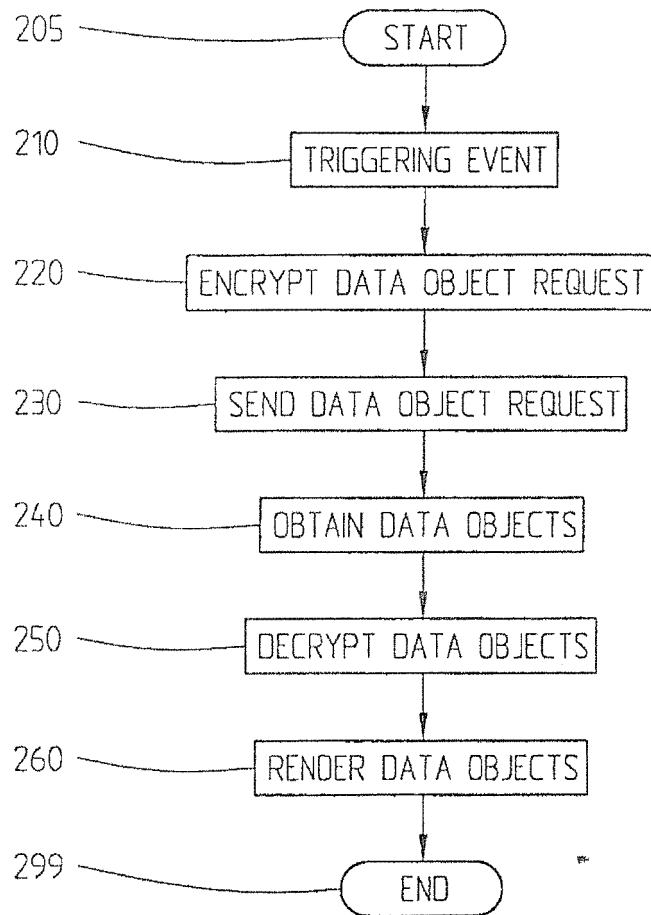 205 START
210 TRIGGERING EVENT
220 ENCRYPT DATA OBJECT REQUEST
230 SEND DATA OBJECT REQUEST
240 OBTAIN DATA OBJECTS
250 DECRYPT DATA OBJECTS
260 RENDER DATA OBJECTS
299 END